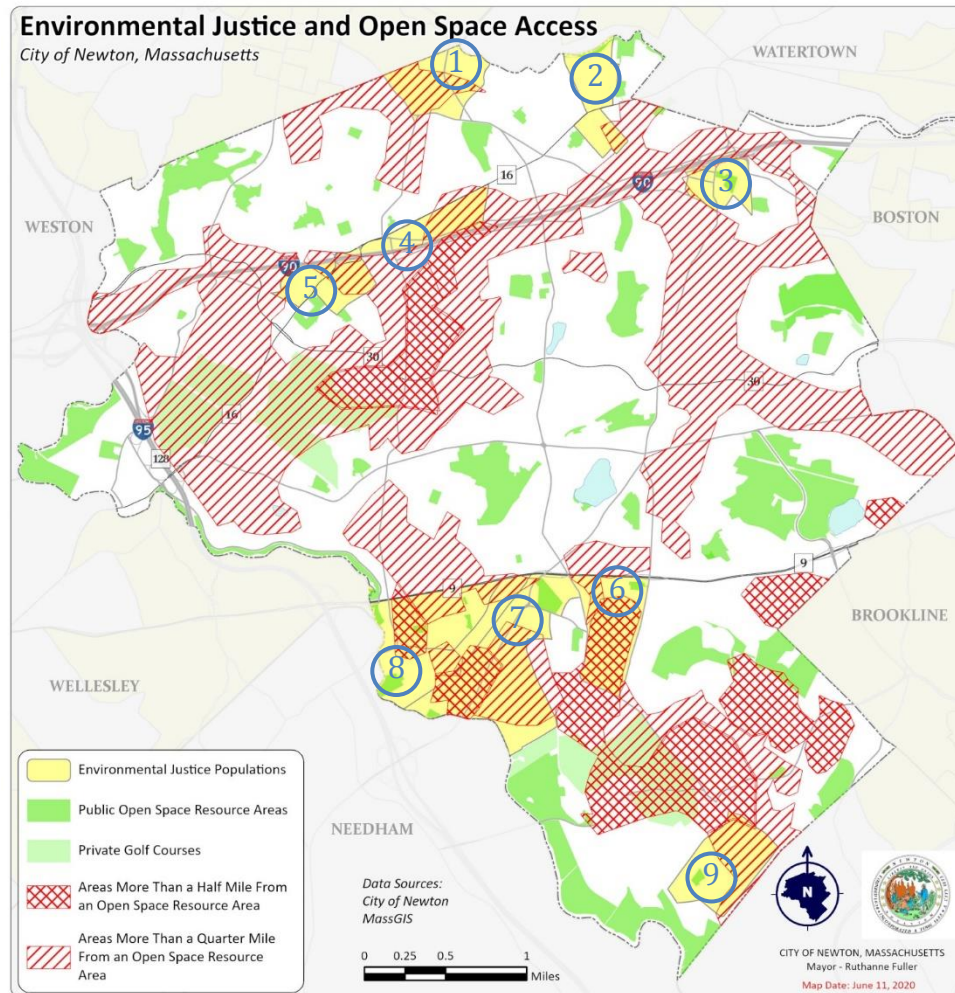 Environmental Justice and Open Space Access
City of Newton, Massachusetts
WATERTOWN
1
2
16
90
3
WESTON
BOSTON
4
90
5
30
30
16
95
128
9
9
6
BROOKLINE
7
8
WELLESLEY
NEEDHAM
9
Environmental Justice Populations
Public Open Space Resource Areas
Private Golf Courses
Areas More Than a Half Mile From
an Open Space Resource Area
Areas More Than a Quarter Mile
From an Open Space Resource
Area
Data Sources:
City of Newton
MassGIS
0 0.25 0.5 1
Miles
N
CITY OF NEWTON, MASSACHUSETTS
Mayor - Ruthanne Fuller
Map Date: June 11, 2020